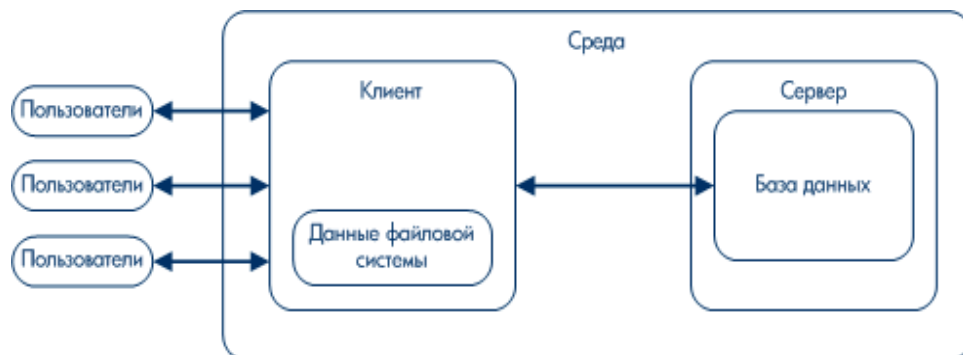 Среда
Клиент
Сервер
Пользователи
Пользователи
Пользователи
База данных
Данные файловой
системы